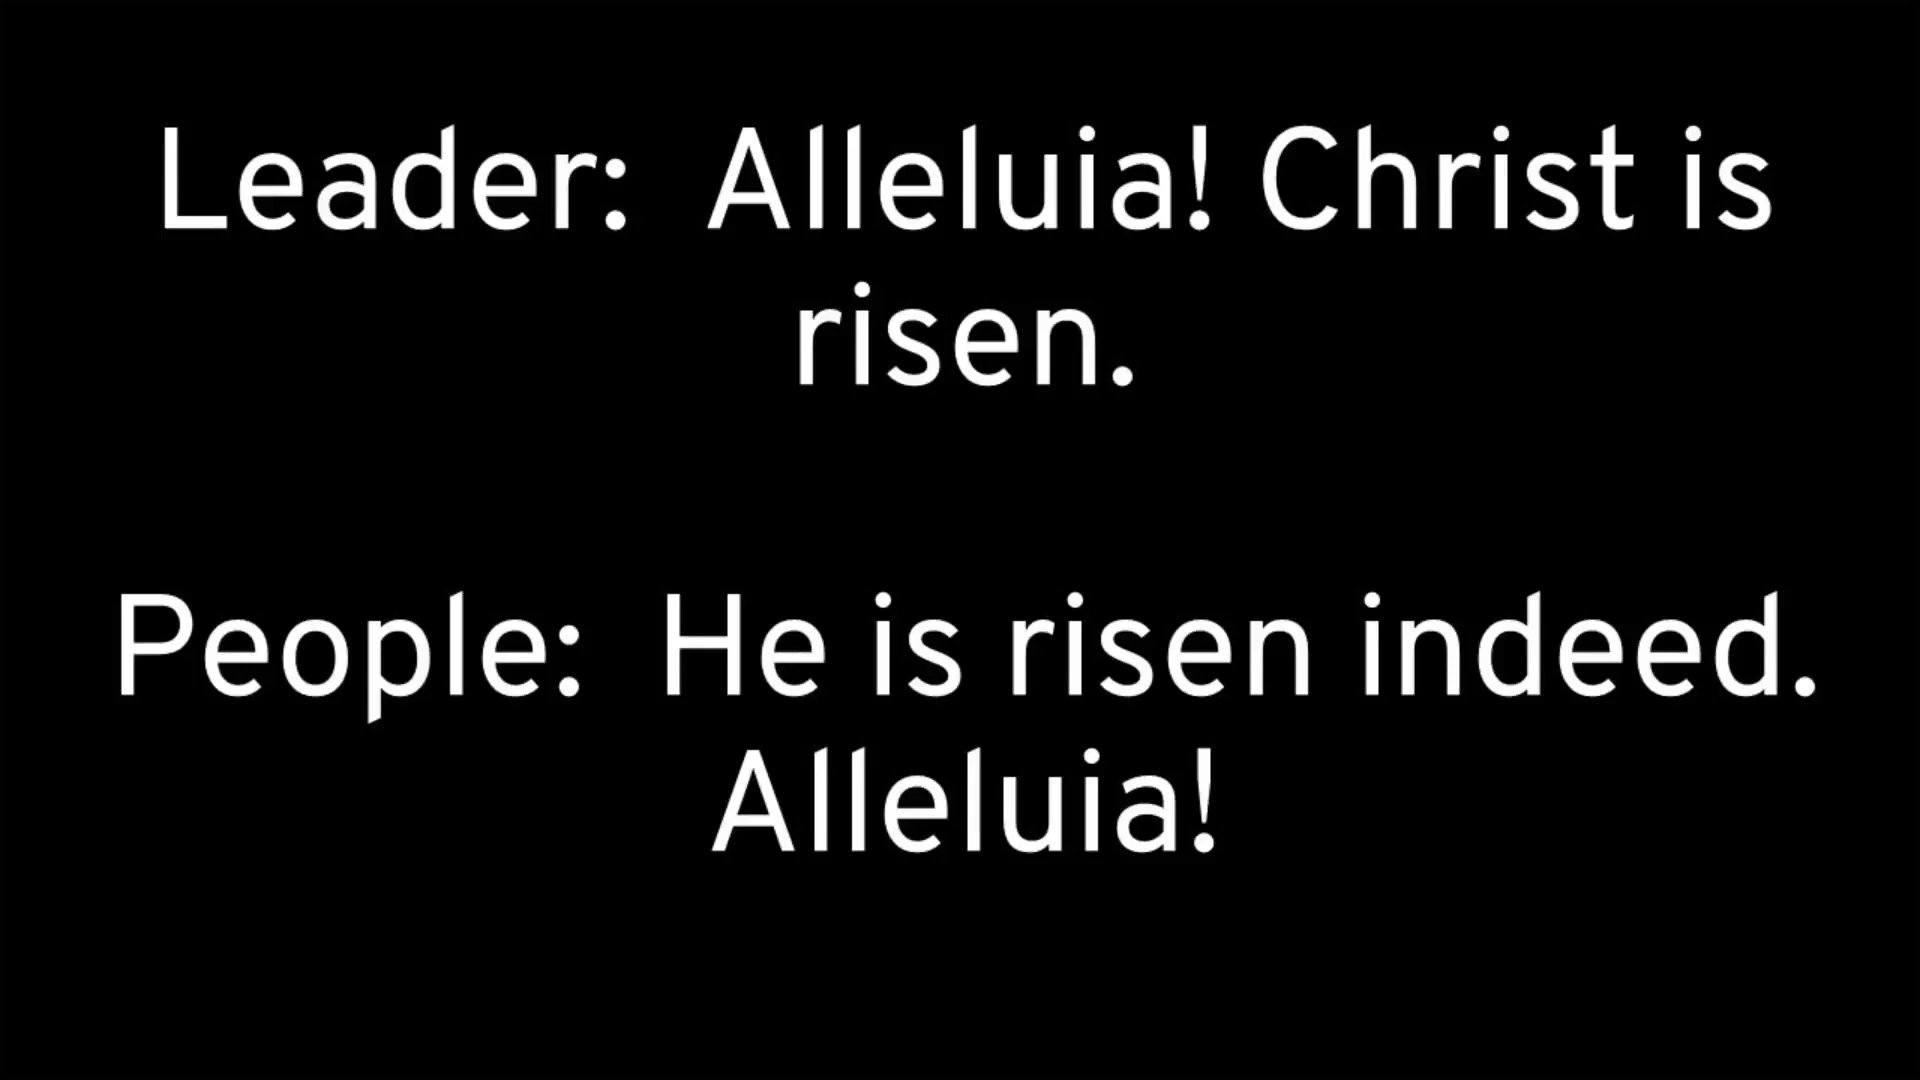 Leader:  Alleluia! Christ is
risen.
People:  He is risen indeed.
Alleluia!